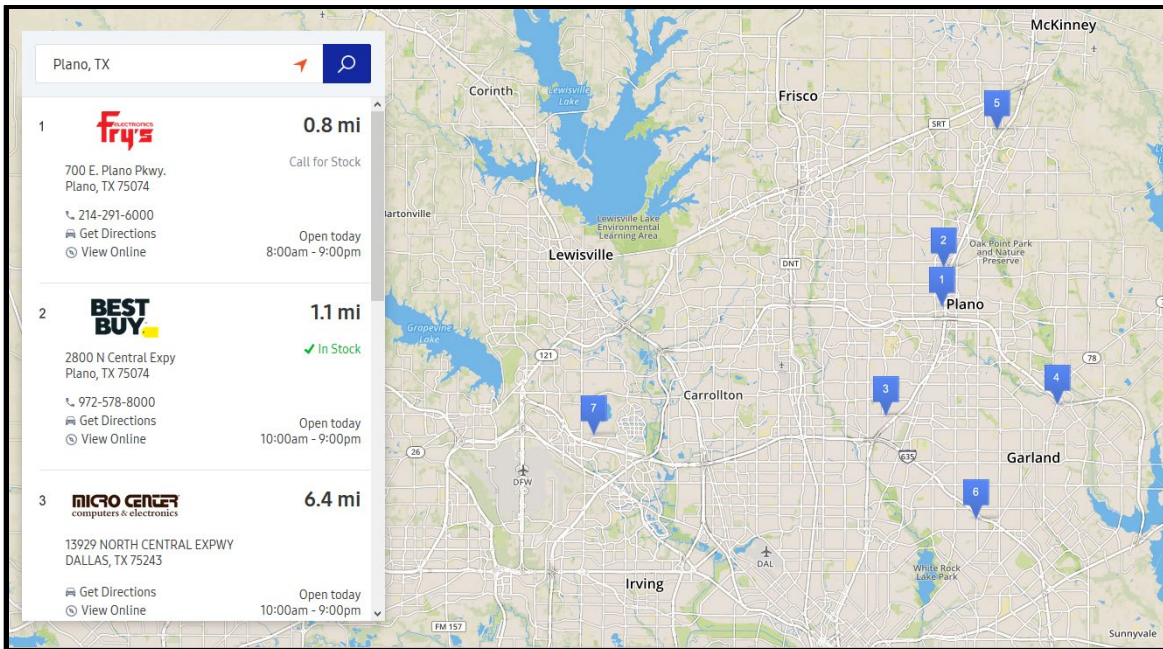 Plano, TX
1
Fry's
ELECTRONICS
0.8 mi
Call for Stock
700 E. Plano Pkwy.
Plano, TX 75074
214-291-6000
Get Directions
View Online
Open today
8:00am - 9:00pm
2
BEST
BUY
1.1 mi
In Stock
2800 N Central Expy
Plano, TX 75074
972-578-8000
Get Directions
View Online
Open today
10:00am - 9:00pm
3
MICRO CENTER
computers & electronics
6.4 mi
13929 NORTH CENTRAL EXPWY
DALLAS, TX 75243
Get Directions
View Online
Open today
10:00am - 9:00pm
McKinney
Corinth
Lewisville
Lake
Frisco
5
SRT
artonville
Lewisville Lake
Environmental
Learning Area
2
Oak Point Park
and Nature
Preserve
Lewisville
DNT
1
Plano
Grapevine
Lake
121
78
4
3
Carrollton
7
26
635
Garland
DFW
6
DAL
White Rock
Lake Park
Irving
FM 157
Sunnyvale